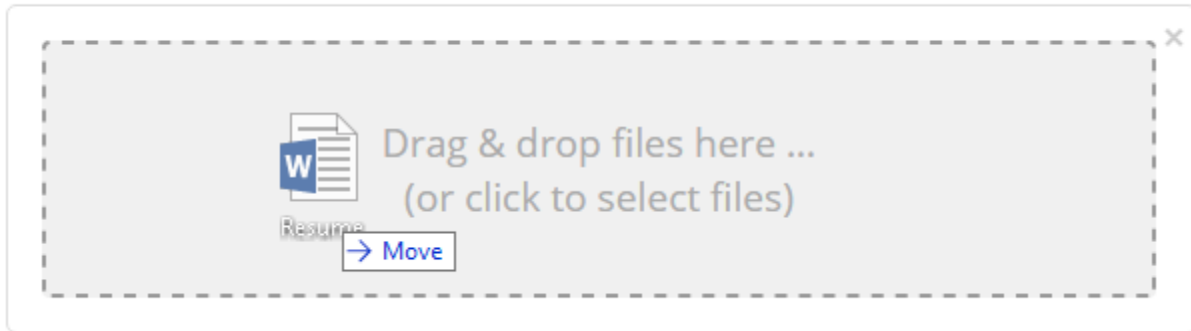 Drag & drop files here ...
(or click to select files)
W
Resume
→ Move
×